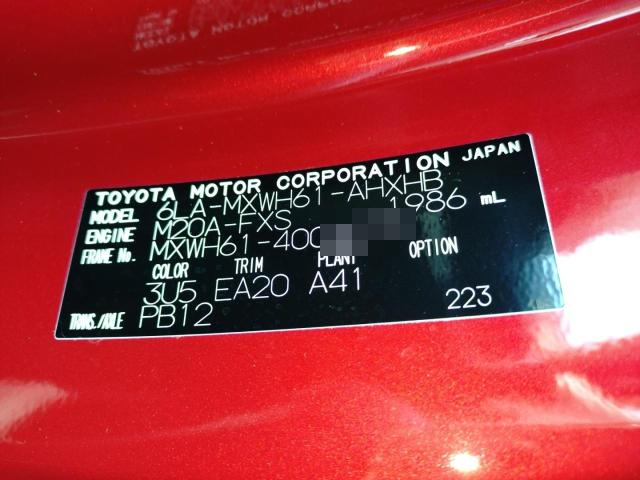 TOYOTA MOTOR CORPORATION JAPAN
MODEL 6LA-MXWH61-AHXHB
ENGINE M20A-FXS 1986 mL
FRAME No. MXWH61-400
COLOR TRIM PLANT OPTION
3U5 EA20 A41
TRANS./AXLE PB12 223